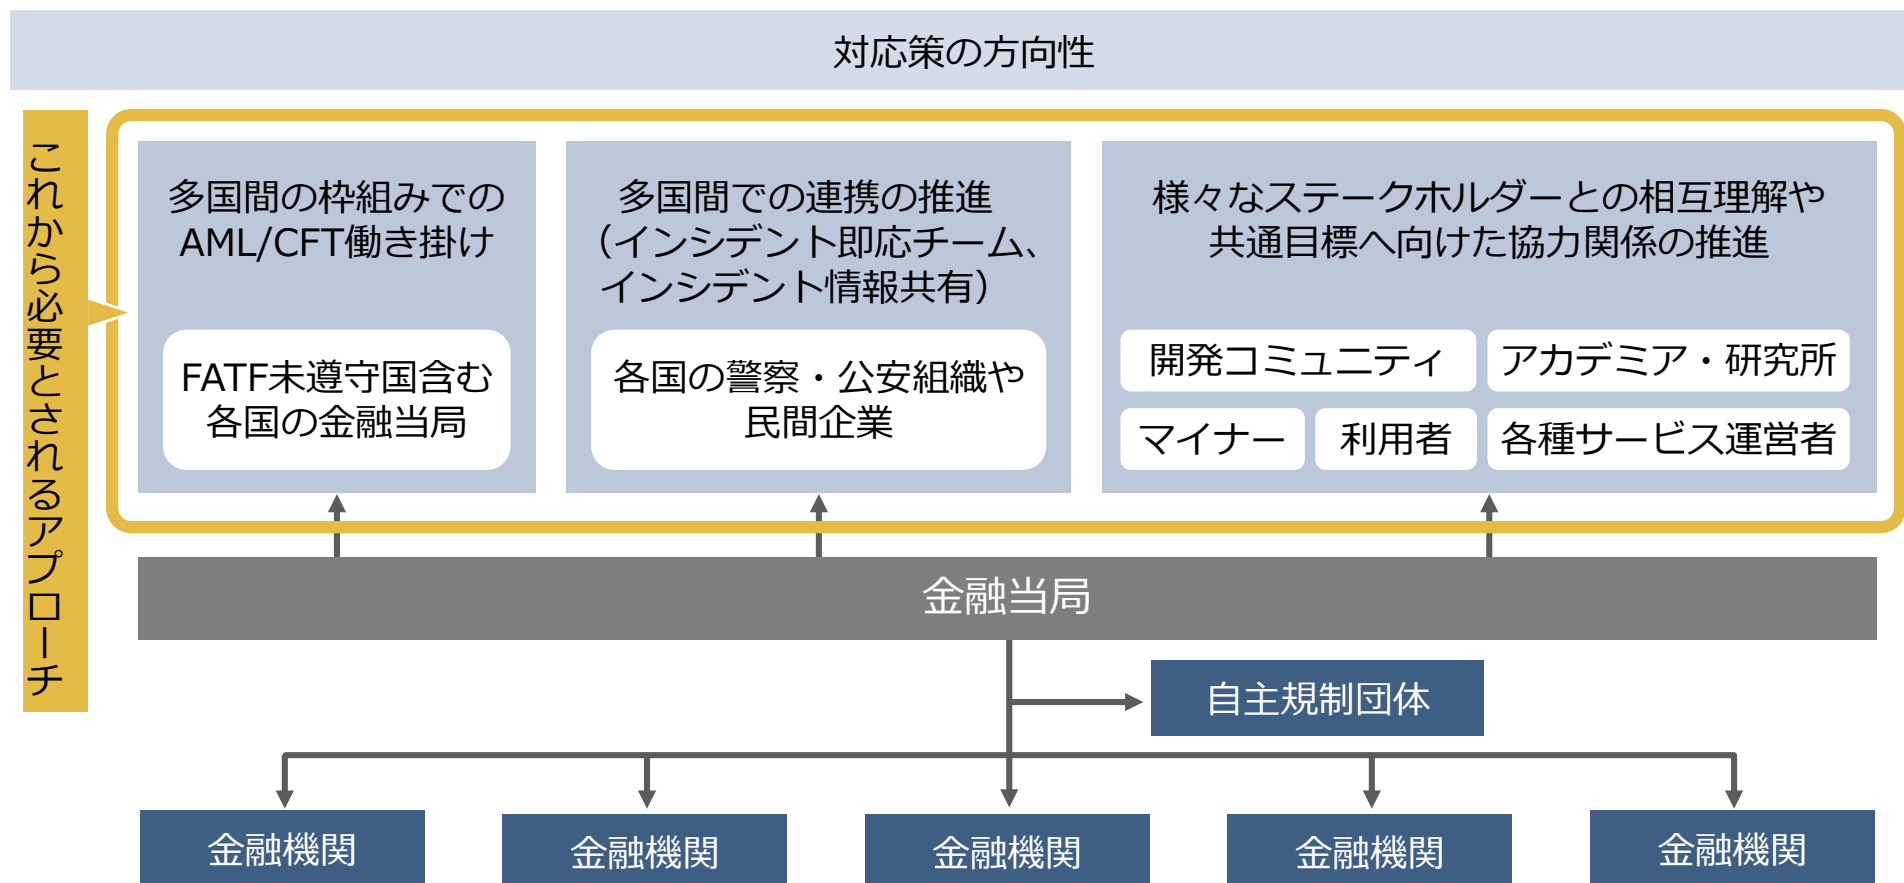 対応策の方向性
これから必要とされるアプローチ
多国間の枠組みでの
AML/CFT働き掛け
FATF未遵守国含む
各国の金融当局
多国間での連携の推進
（インシデント即応チーム、
インシデント情報共有）
各国の警察・公安組織や
民間企業
様々なステークホルダーとの相互理解や
共通目標へ向けた協力関係の推進
開発コミュニティ
アカデミア・研究所
マイナー
利用者
各種サービス運営者
金融当局
自主規制団体
金融機関
金融機関
金融機関
金融機関
金融機関